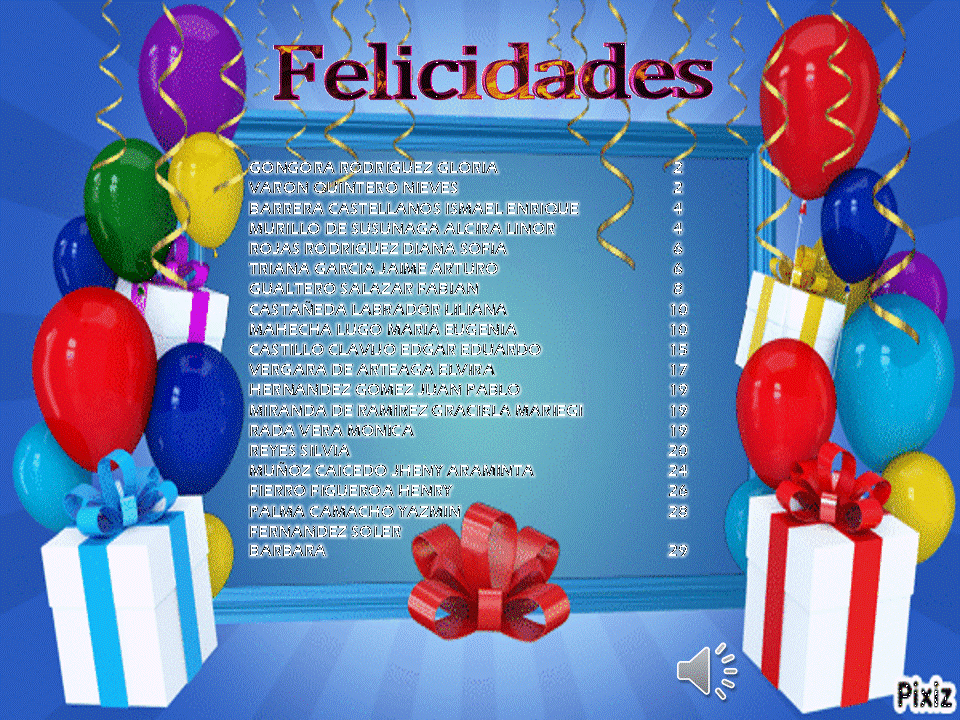 Felicidades
GONGORA RODRIGUEZ GLORIA 2
VARON QUINTERO NIEVES 2
BARRERA CASTELLANOS ISMAEL ENRIQUE 4
MURILLO DE SUSUNAGA ALCIRA LINOR 4
ROJAS RODRIGUEZ DIANA SOFIA 6
TRIANA GARCIA JAIME ARTURO 6
GUALTERO SALAZAR FABIAN 8
CASTAÑEDA LABRADOR LILIANA 10
MAHECHA LUGO MARIA EUGENIA 10
CASTILLO CLAVIJO EDGAR EDUARDO 15
VERGARA DE ARTEAGA ELVIRA 17
HERNANDEZ GOMEZ JUAN PABLO 19
MIRANDA DE RAMIREZ GRACIELA MARIEGI 19
RADA VERA MONICA 19
REYES SILVIA 20
MUÑOZ CAICEDO JHENY ARAMINTA 24
FIERRO FIGUEROA HENRY 26
PALMA CAMACHO YAZMIN 28
FERNANDEZ SOLER
BARBARA 29
Pixiz